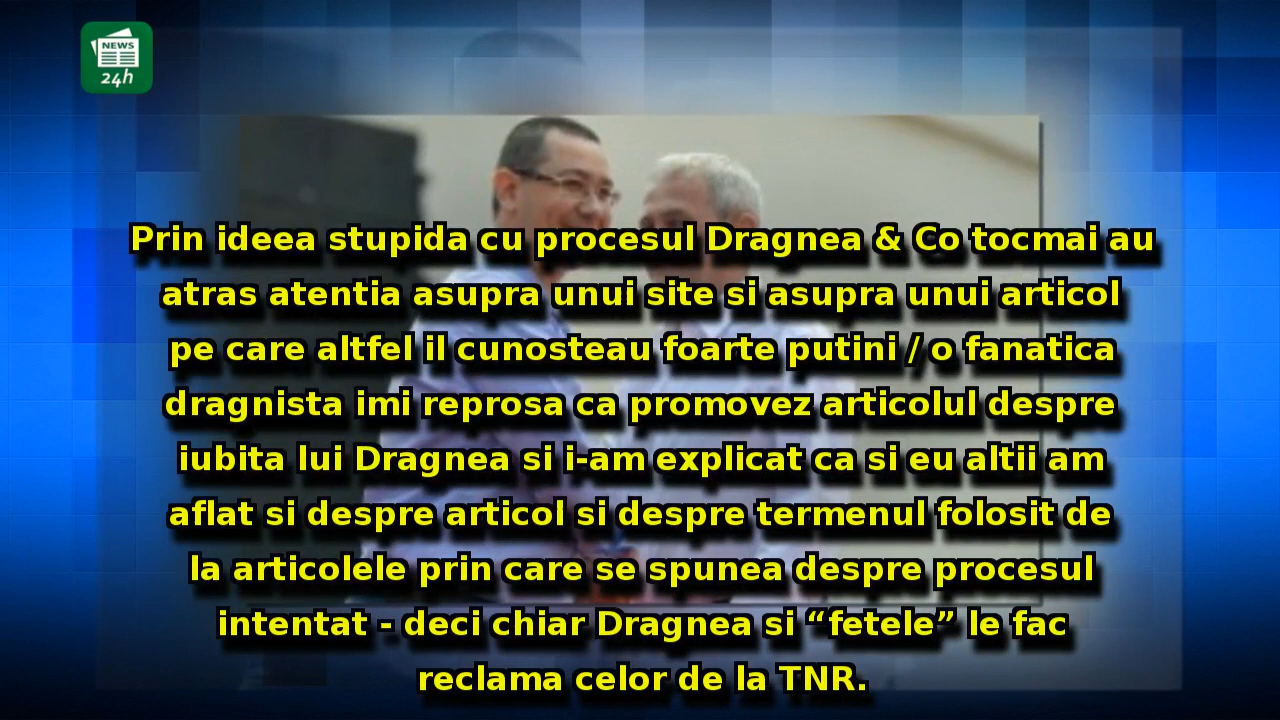 NEWS
24h
Prin ideea stupida cu procesul Dragnea & Co tocmai au
atras atentia asupra unui site si asupra unui articol
pe care altfel il cunosteau foarte putini / o fanatica
dragnista imi reprosa ca promovez articolul despre
iubita lui Dragnea si i-am explicat ca si eu altii am
aflat si despre articol si despre termenul folosit de
la articolele prin care se spunea despre procesul
intentat - deci chiar Dragnea si “fetele” le fac
reclama celor de la TNR.